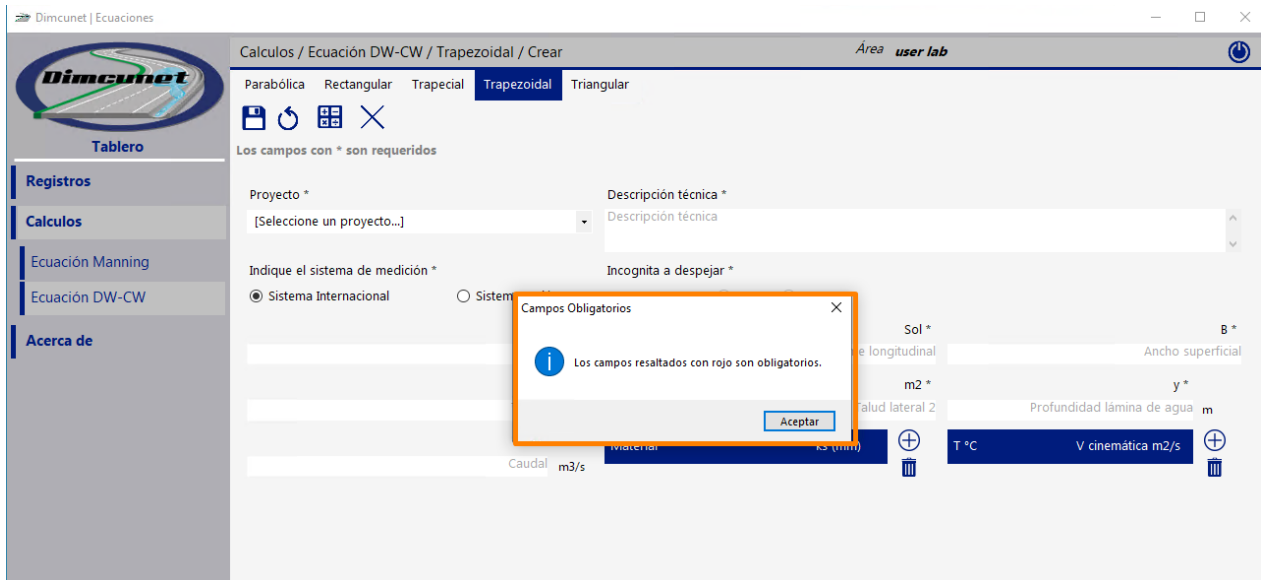 Dimcunet | Ecuaciones
Dimcunet
Tablero
Registros
Calculos
Ecuación Manning
Ecuación DW-CW
Acerca de
Calculos / Ecuación DW-CW / Trapezoidal / Crear
Área user lab
Parabólica Rectangular Trapecial Trapezoidal Triangular
Los campos con * son requeridos
Proyecto * Descripción técnica *
[Seleccione un proyecto...] Descripción técnica
Indique el sistema de medición * Incognita a despejar *
Sistema Internacional
Campos Obligatorios
Los campos resaltados con rojo son obligatorios.
Aceptar
Sol * B *
longitudinal Ancho superficial
m2 * y *
lateral 2 Profundidad lámina de agua m
Material ks (mm) T °C V cinemática m2/s
Caudal m3/s